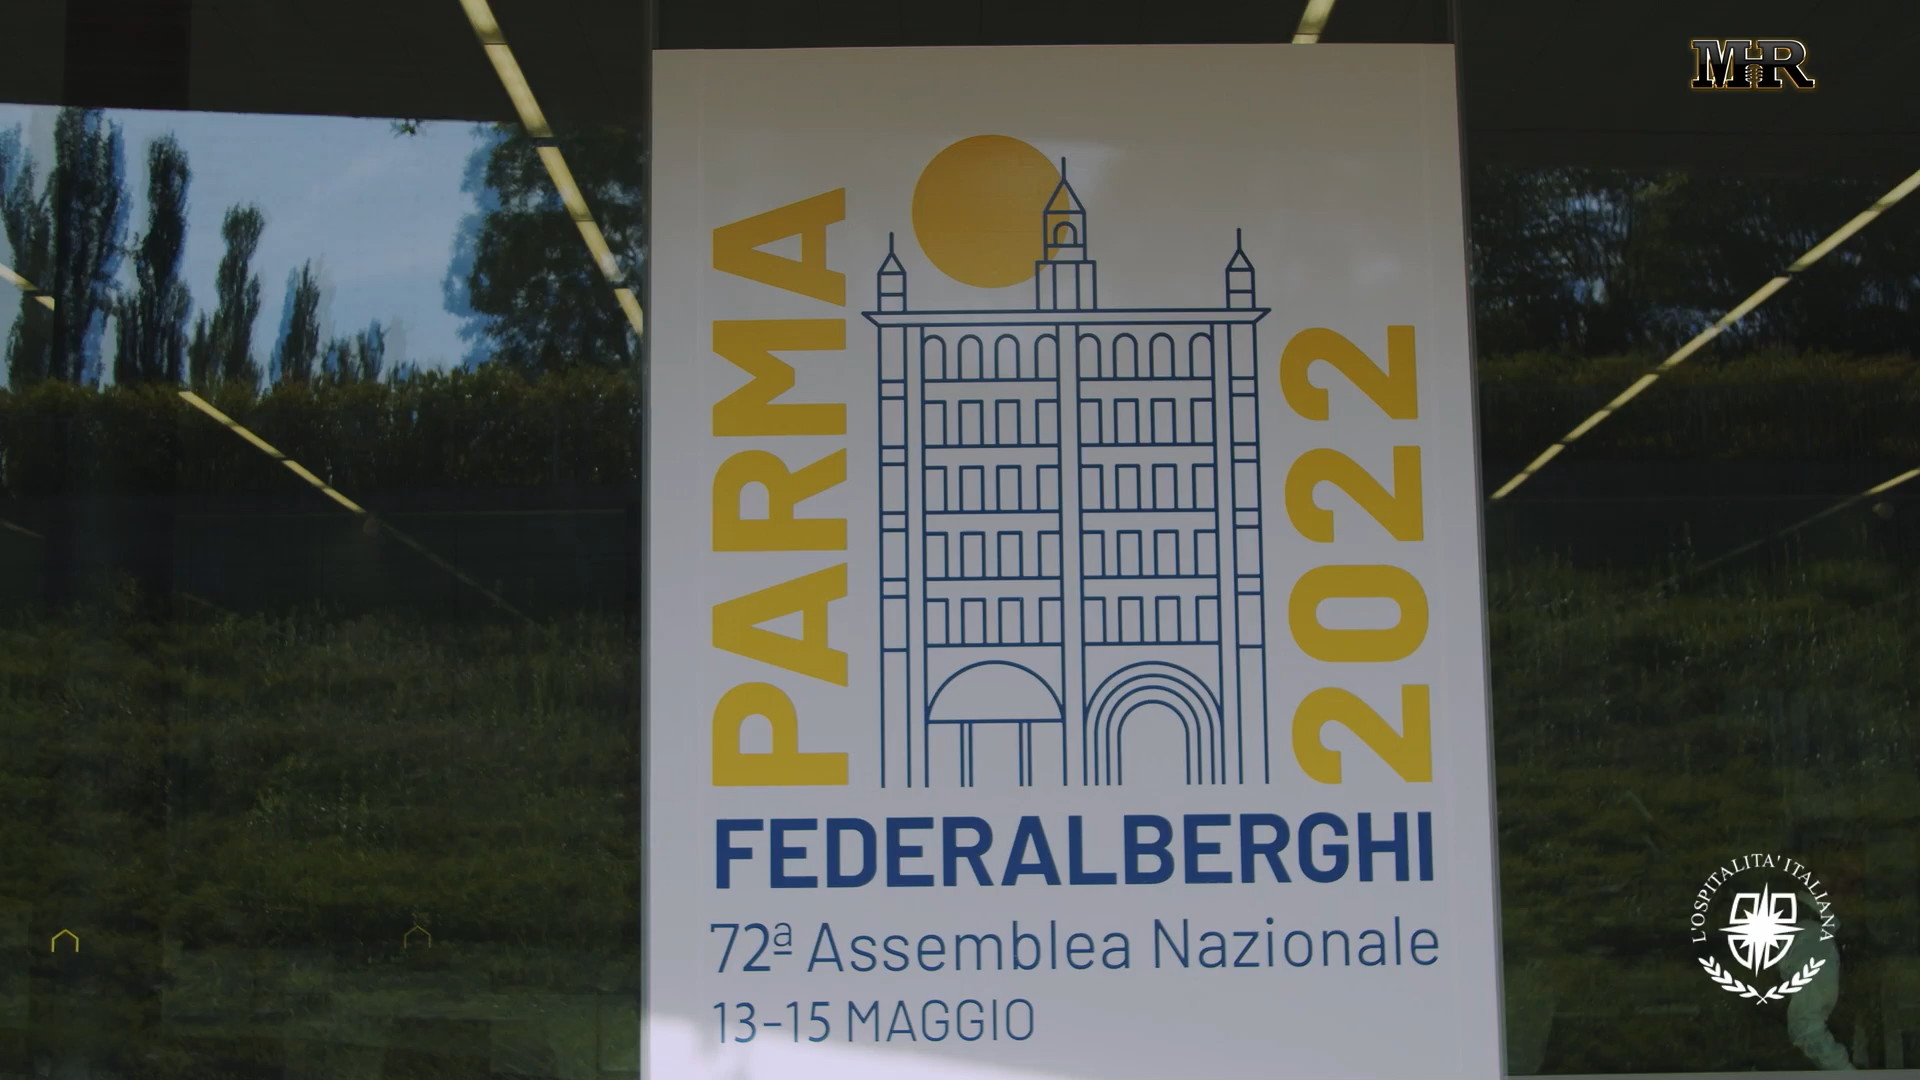 MHR
PARMA
2022
FEDERALBERGHI
72ª Assemblea Nazionale
13-15 MAGGIO
L'OSPITALITA' ITALIANA